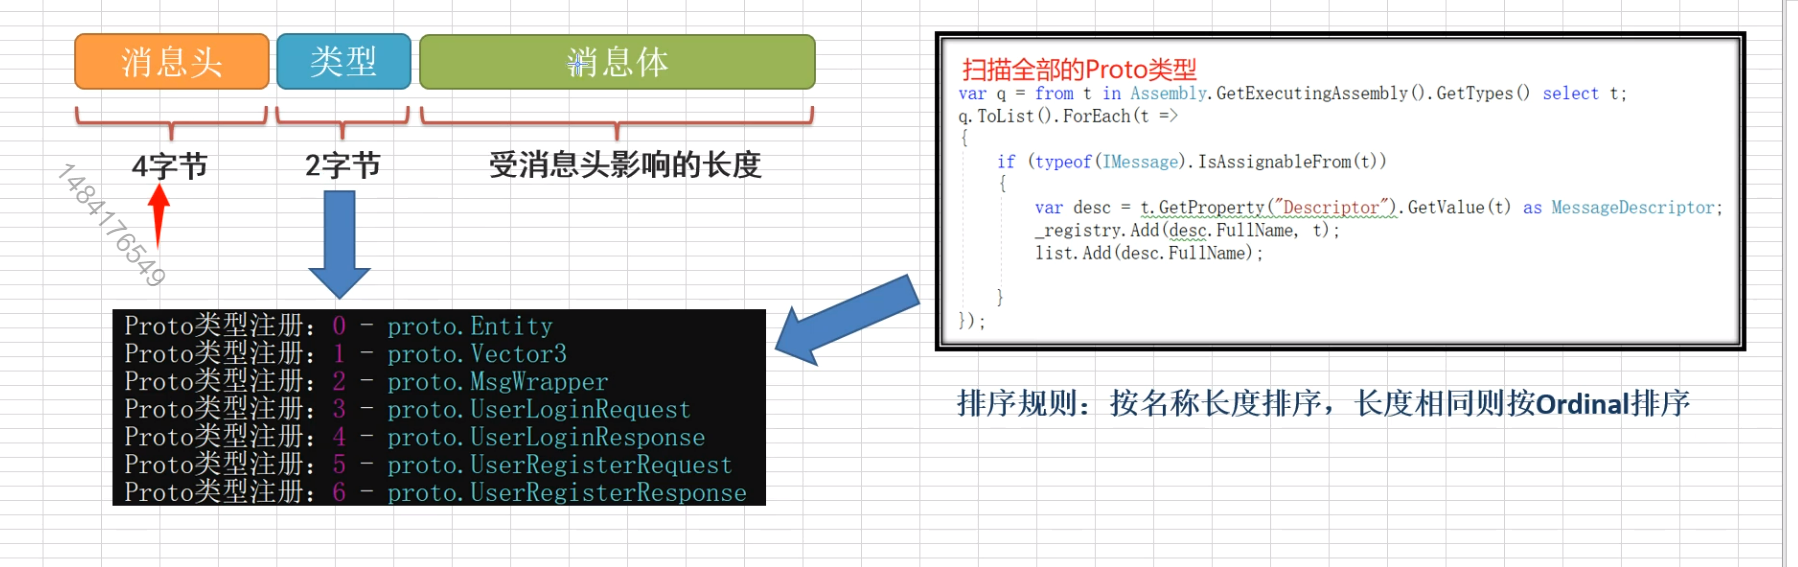 消息头
类型
消息体
4字节
2字节
受消息头影响的长度
1484176549
Proto类型注册：0 - proto.Entity
Proto类型注册：1 - proto.Vector3
Proto类型注册：2 - proto.MsgWrapper
Proto类型注册：3 - proto.UserLoginRequest
Proto类型注册：4 - proto.UserLoginResponse
Proto类型注册：5 - proto.UserRegisterRequest
Proto类型注册：6 - proto.UserRegisterResponse
扫描全部的Proto类型
var q = from t in Assembly.GetExecutingAssembly().GetTypes() select t;
q.ToList().ForEach(t =>
{
if (typeof(IMessage).IsAssignableFrom(t))
{
var desc = t.GetProperty("Descriptor").GetValue(t) as MessageDescriptor;
_registry.Add(desc.FullName, t);
list.Add(desc.FullName);
}
});
排序规则：按名称长度排序，长度相同则按Ordinal排序